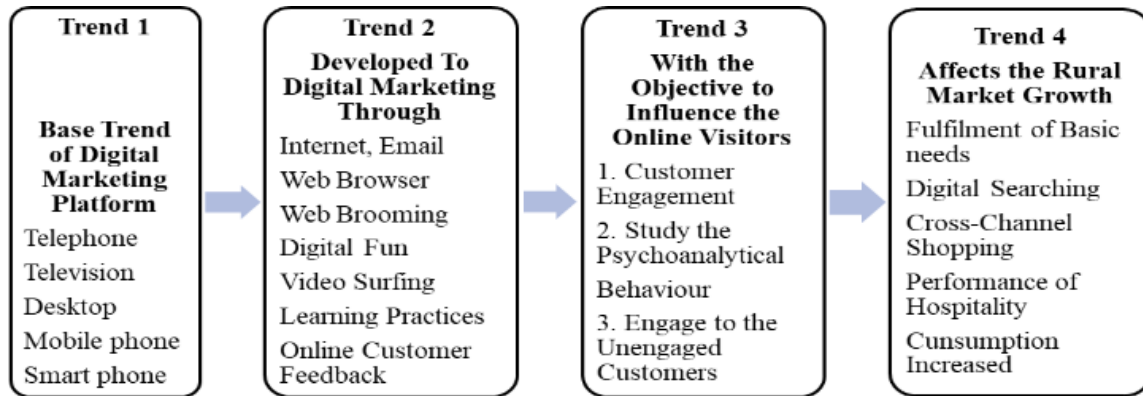 Trend 1
Base Trend
of Digital
Marketing
Platform
Telephone
Television
Desktop
Mobile phone
Smart phone
Trend 2
Developed To
Digital Marketing
Through
Internet, Email
Web Browser
Web Brooming
Digital Fun
Video Surfing
Learning Practices
Online Customer
Feedback
Trend 3
With the
Objective to
Influence the
Online Visitors
1. Customer
Engagement
2. Study the
Psychoanalytical
Behaviour
3. Engage to the
Unengaged
Customers
Trend 4
Affects the Rural
Market Growth
Fulfilment of Basic
needs
Digital Searching
Cross-Channel
Shopping
Performance of
Hospitality
Cunsumption
Increased